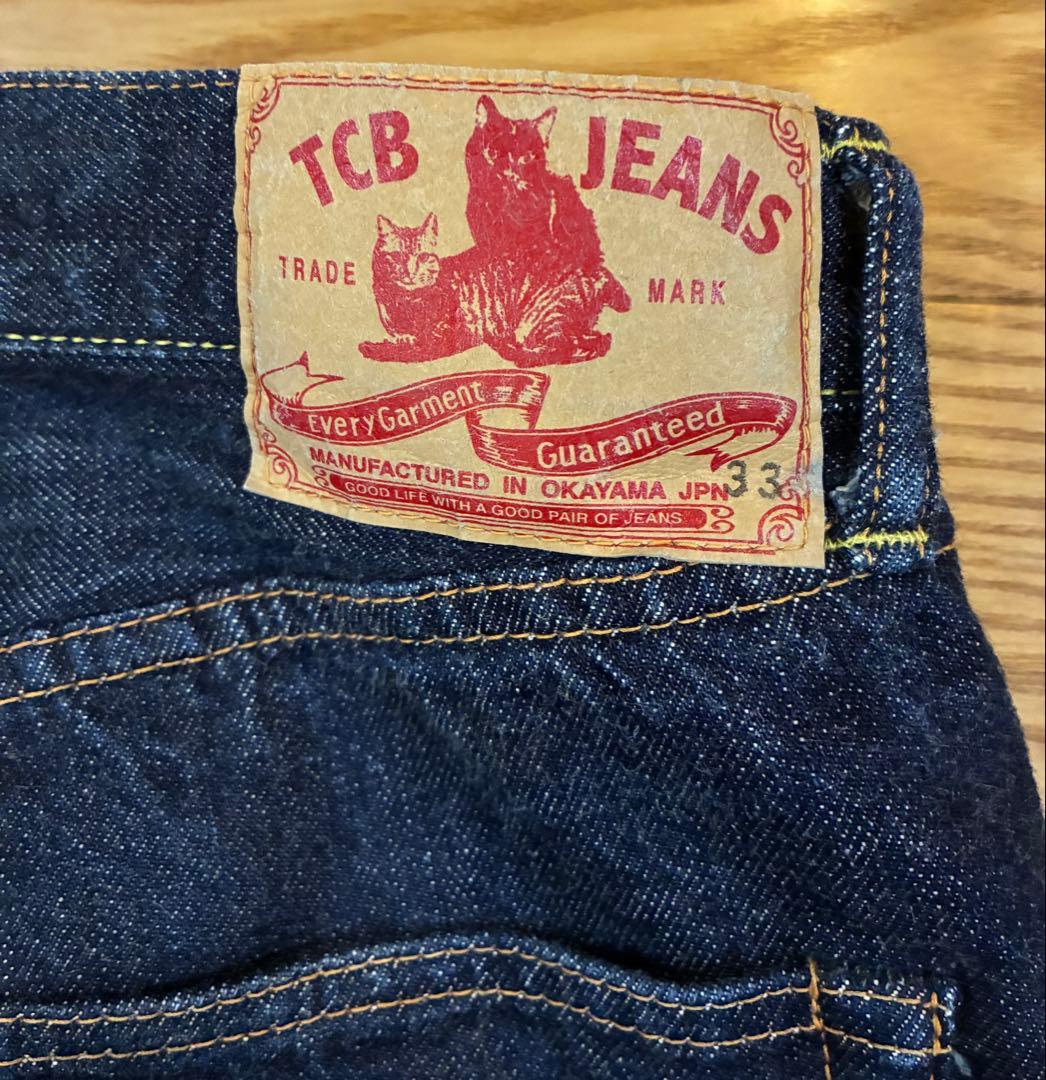 TCB JEANS
TRADE MARK
Every Garment
Guaranteed
MANUFACTURED IN OKAYAMA JPN
33
GOOD LIFE WITH A GOOD PAIR OF JEANS